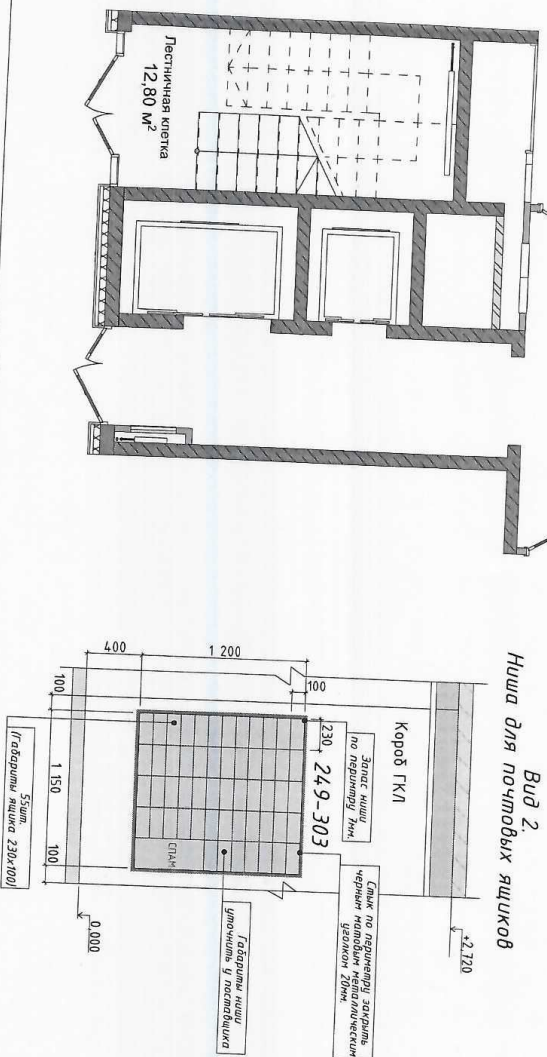 Лестничная клетка
12,80 м²
Вид 2.
Ниша для почтовых ящиков
+2,720
Короб ГКЛ
Запас ниши
по периметру 7мм.
Стык по периметру закрыть
черным матовым металлическим
уголком 20мм.
100
230
249-303
1 200
400
СПАМ
Габариты ниши
уточнить у поставщика
0,000
100
1 150
100
55шт.
(Габариты ящика 230х100)